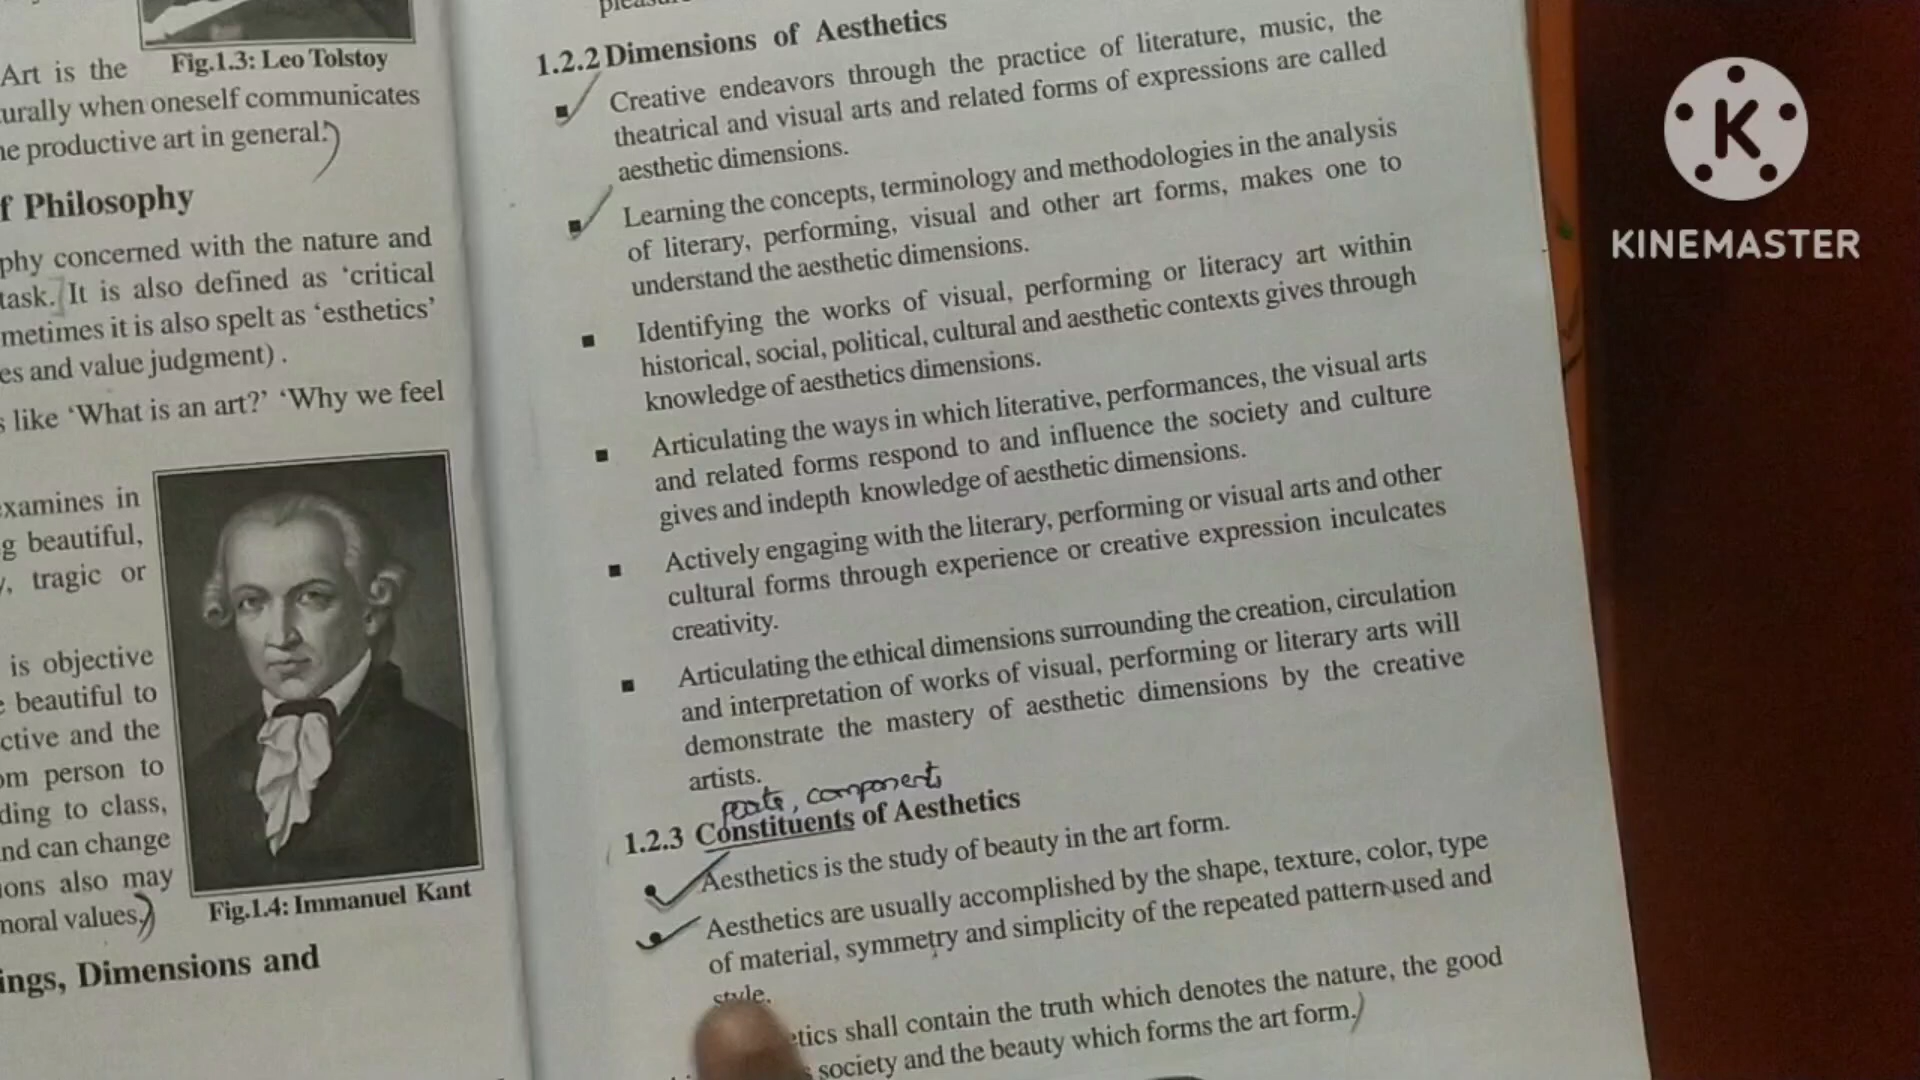 Fig.1.3: Leo Tolstoy
Art is the
urally when oneself communicates
e productive art in general.
f Philosophy
phy concerned with the nature and
task. It is also defined as ‘critical
metimes it is also spelt as ‘esthetics’
es and value judgment) .
s like ‘What is an art?’ ‘Why we feel
xamines in
g beautiful,
, tragic or
is objective
e beautiful to
ctive and the
om person to
ding to class,
nd can change
ions also may
moral values.
Fig.1.4: Immanuel Kant
ings, Dimensions and
1.2.2 Dimensions of Aesthetics
Creative endeavors through the practice of literature, music, the
theatrical and visual arts and related forms of expressions are called
aesthetic dimensions.
Learning the concepts, terminology and methodologies in the analysis
of literary, performing, visual and other art forms, makes one to
understand the aesthetic dimensions.
Identifying the works of visual, performing or literacy art within
historical, social, political, cultural and aesthetic contexts gives through
knowledge of aesthetics dimensions.
Articulating the ways in which literative, performances, the visual arts
and related forms respond to and influence the society and culture
gives and indepth knowledge of aesthetic dimensions.
Actively engaging with the literary, performing or visual arts and other
cultural forms through experience or creative expression inculcates
creativity.
Articulating the ethical dimensions surrounding the creation, circulation
and interpretation of works of visual, performing or literary arts will
demonstrate the mastery of aesthetic dimensions by the creative
artists.
parts, components
1.2.3 Constituents of Aesthetics
Aesthetics is the study of beauty in the art form.
Aesthetics are usually accomplished by the shape, texture, color, type
of material, symmetry and simplicity of the repeated pattern used and
style.
etics shall contain the truth which denotes the nature, the good
society and the beauty which forms the art form.
K
KINEMASTER